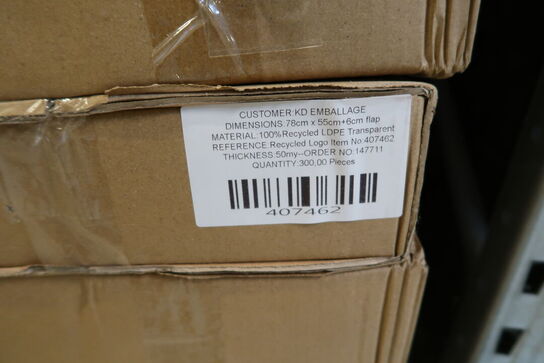 CUSTOMER:KD EMBALLAGE
DIMENSIONS:78cm x 55cm+6cm flap
MATERIAL:100%Recycled LDPE Transparent
REFERENCE:Recycled Logo Item No:407462
THICKNESS:50my--ORDER NO:147711
QUANTITY:300,00 Pieces
407462